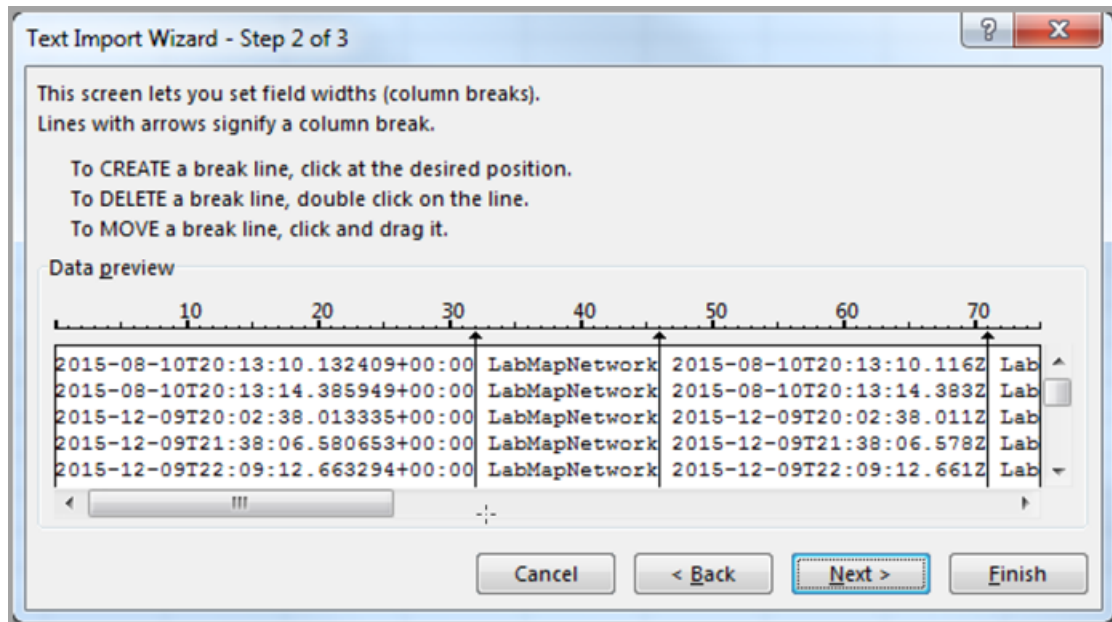 Text Import Wizard - Step 2 of 3
This screen lets you set field widths (column breaks).
Lines with arrows signify a column break.
To CREATE a break line, click at the desired position.
To DELETE a break line, double click on the line.
To MOVE a break line, click and drag it.
Data preview
10 20 30 40 50 60 70
2015-08-10T20:13:10.132409+00:00 LabMapNetwork 2015-08-10T20:13:10.116Z Lab
2015-08-10T20:13:14.385949+00:00 LabMapNetwork 2015-08-10T20:13:14.383Z Lab
2015-12-09T20:02:38.013335+00:00 LabMapNetwork 2015-12-09T20:02:38.011Z Lab
2015-12-09T21:38:06.580653+00:00 LabMapNetwork 2015-12-09T21:38:06.578Z Lab
2015-12-09T22:09:12.663294+00:00 LabMapNetwork 2015-12-09T22:09:12.661Z Lab
Cancel < Back Next > Finish